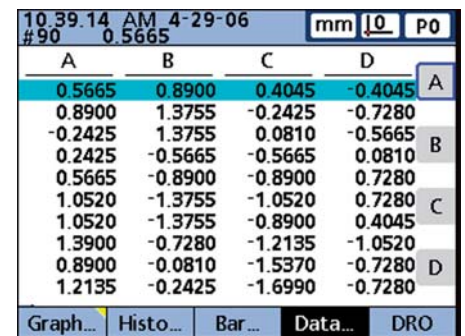 10.39.14 AM 4-29-06
#90 0.5665
mm 0 P0
A B C D
0.5665 0.8900 0.4045 -0.4045
0.8900 1.3755 -0.2425 -0.7280
-0.2425 1.3755 0.0810 -0.5665
0.2425 -0.5665 -0.5665 0.0810
0.5665 -0.8900 -0.8900 0.7280
1.0520 -1.3755 -1.0520 0.7280
1.0520 -1.3755 -0.8900 0.4045
1.3900 -0.7280 -1.2135 -1.0520
0.8900 -0.0810 -1.5370 -0.7280
1.2135 -0.2425 -1.6990 -0.7280
A
B
C
D
Graph... Histo... Bar... Data... DRO